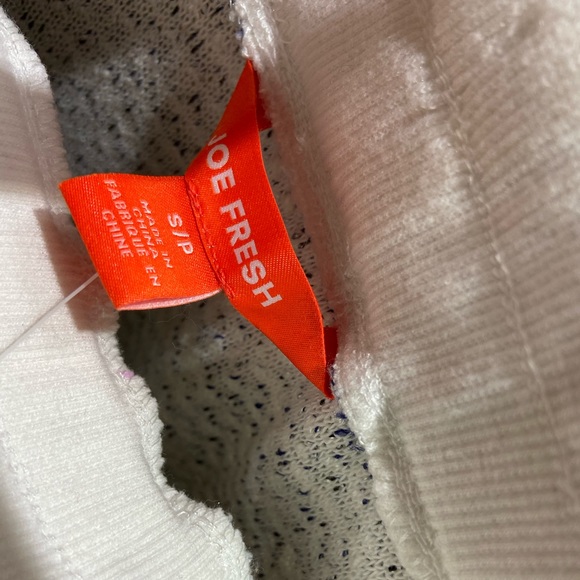 JOE FRESH
S/P
MADE IN
CHINA EN
FABRIQUÉ
CHINE